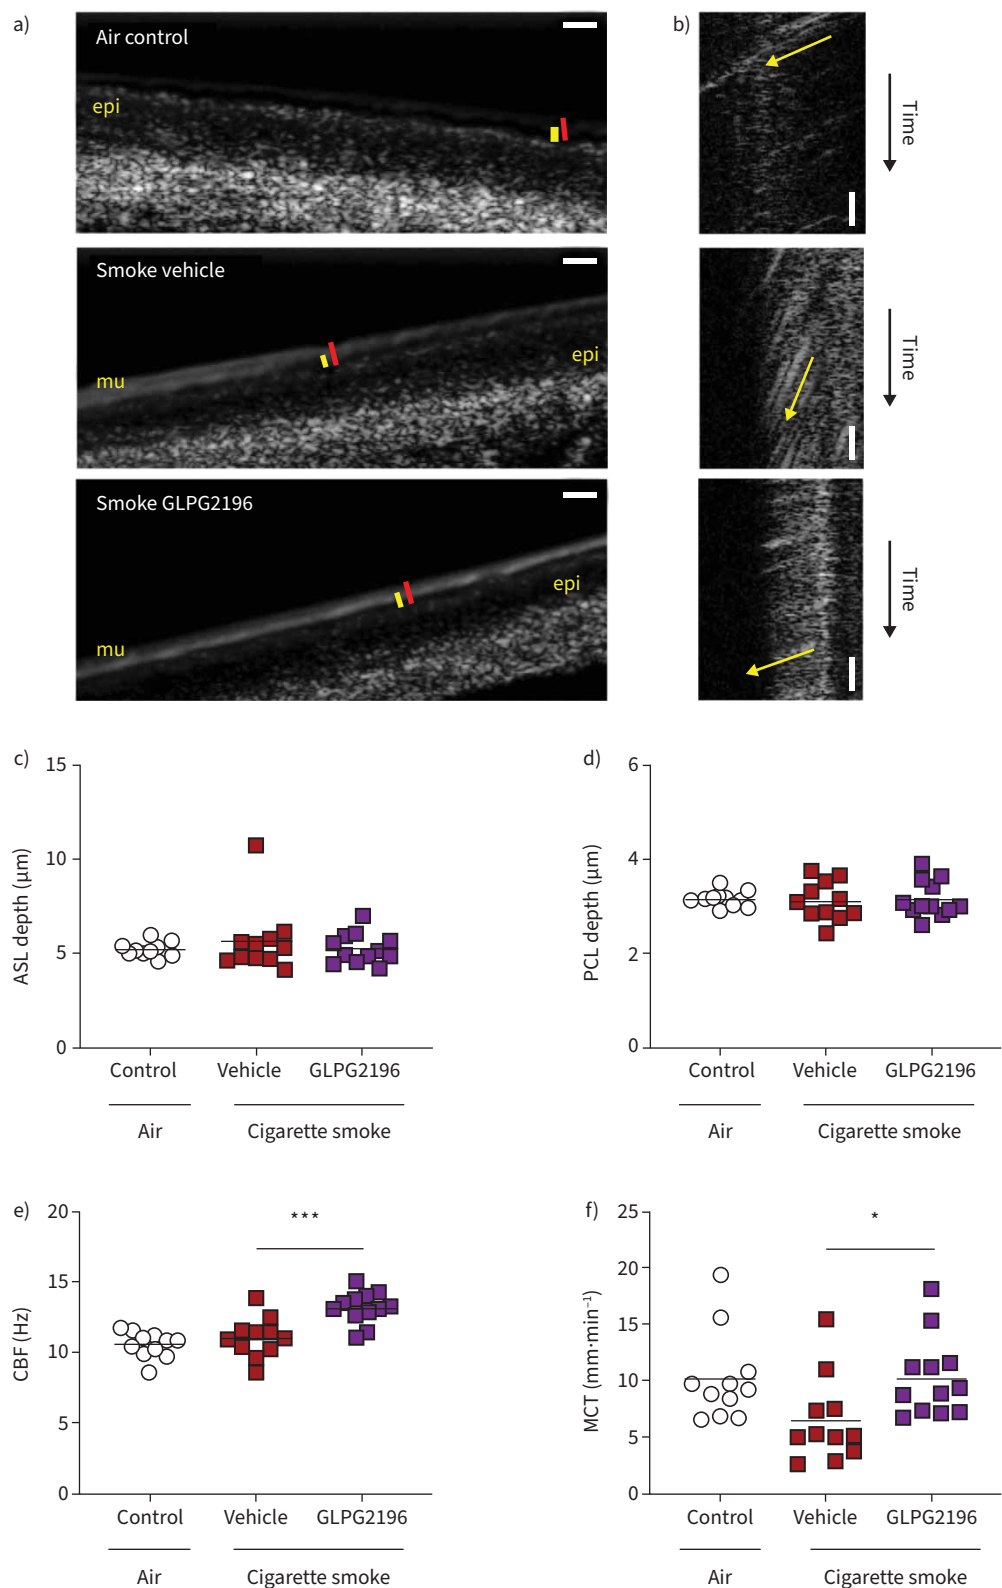 a)
Air control
epi
b)
Time
Smoke vehicle
mu
epi
Time
Smoke GLPG2196
mu
epi
Time
c)
ASL depth (µm)
15
10
5
0
Control
Vehicle
GLPG2196
Air
Cigarette smoke
d)
PCL depth (µm)
6
4
2
0
Control
Vehicle
GLPG2196
Air
Cigarette smoke
e)
CBF (Hz)
20
15
10
5
0
***
Control
Vehicle
GLPG2196
Air
Cigarette smoke
f)
MCT (mm·min⁻¹)
25
20
15
10
5
0
*
Control
Vehicle
GLPG2196
Air
Cigarette smoke